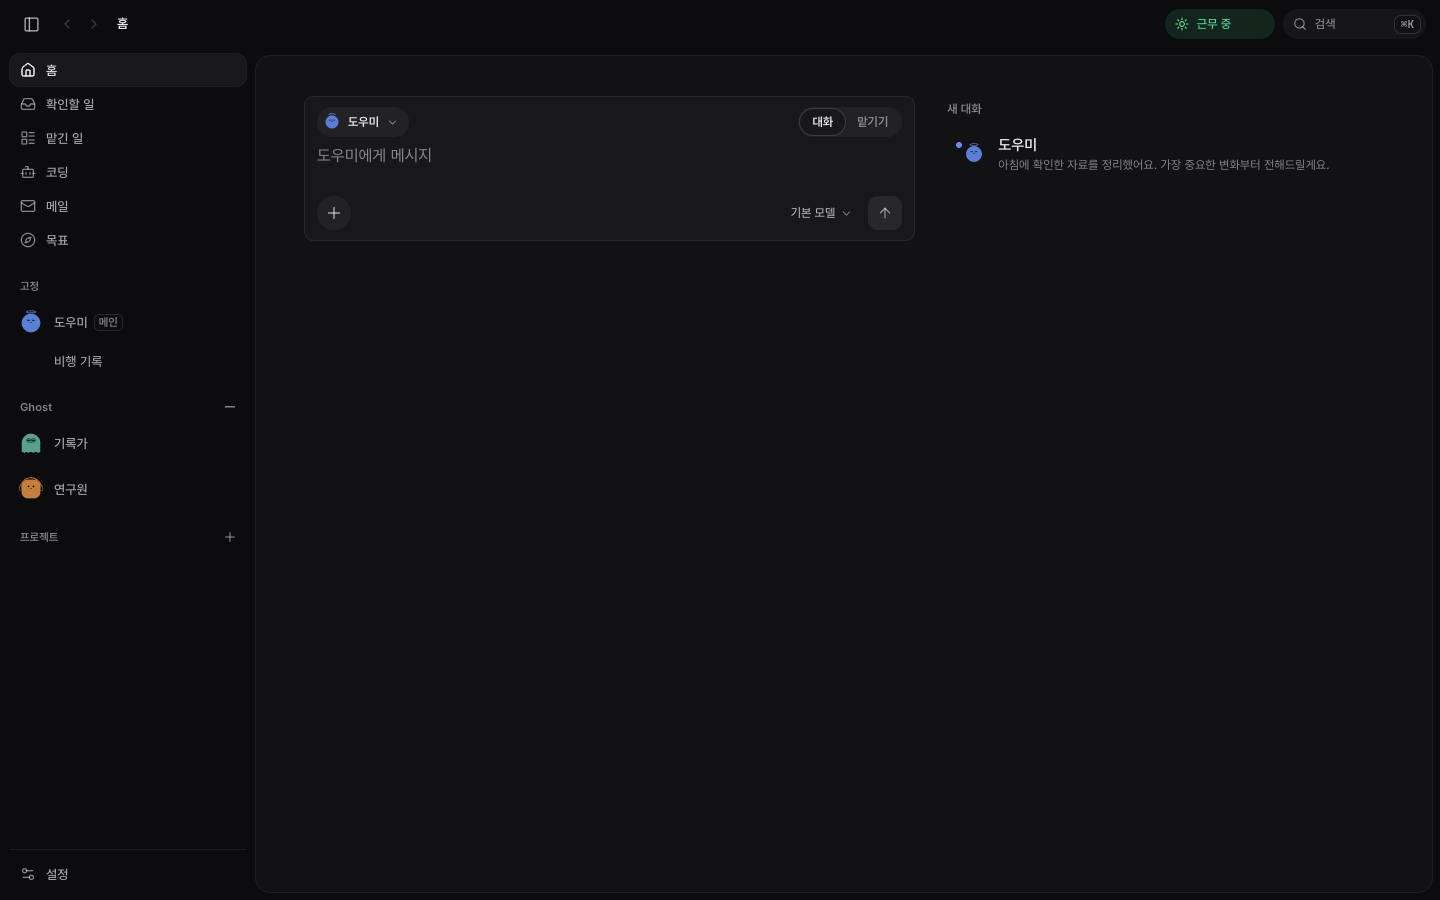 홈
근무 중
검색
⌘K
홈
확인할 일
맡긴 일
코딩
메일
목표
고정
도우미 메인
비행 기록
Ghost
기록가
연구원
프로젝트
설정
도우미
대화
맡기기
도우미에게 메시지
기본 모델
새 대화
도우미
아침에 확인한 자료를 정리했어요. 가장 중요한 변화부터 전해드릴게요.